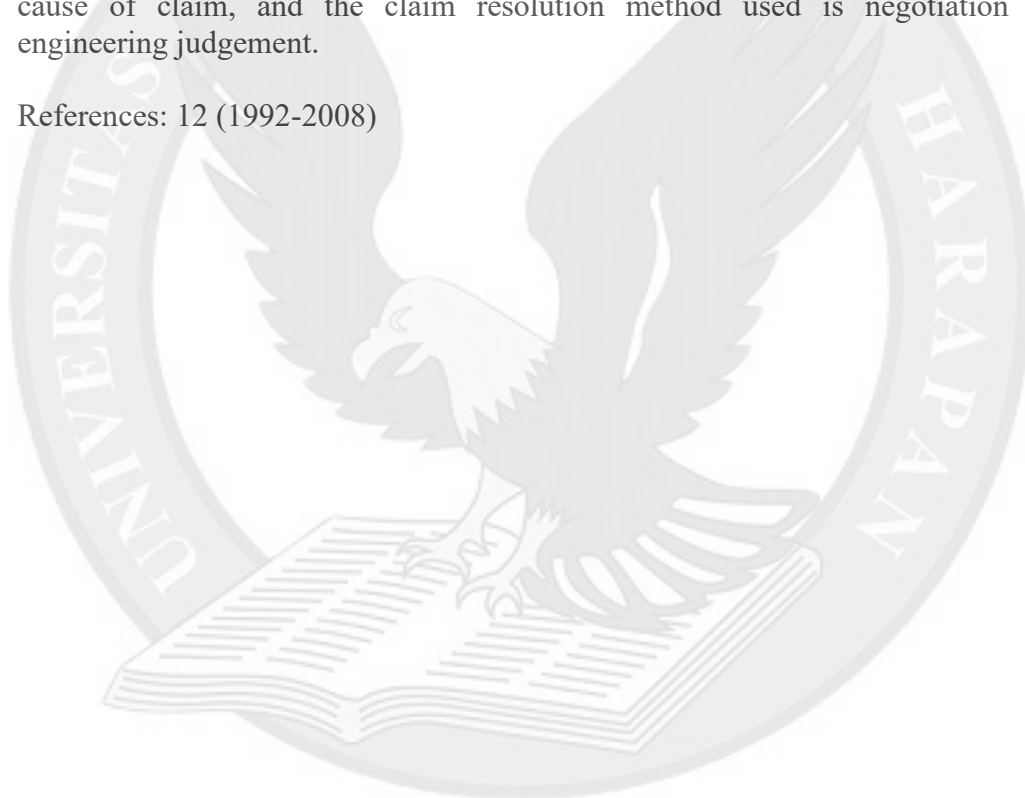 cause of claim, and the claim resolution method used is negotiation
engineering judgement.
References: 12 (1992-2008)
UNIVERSITAS
HARAPAN